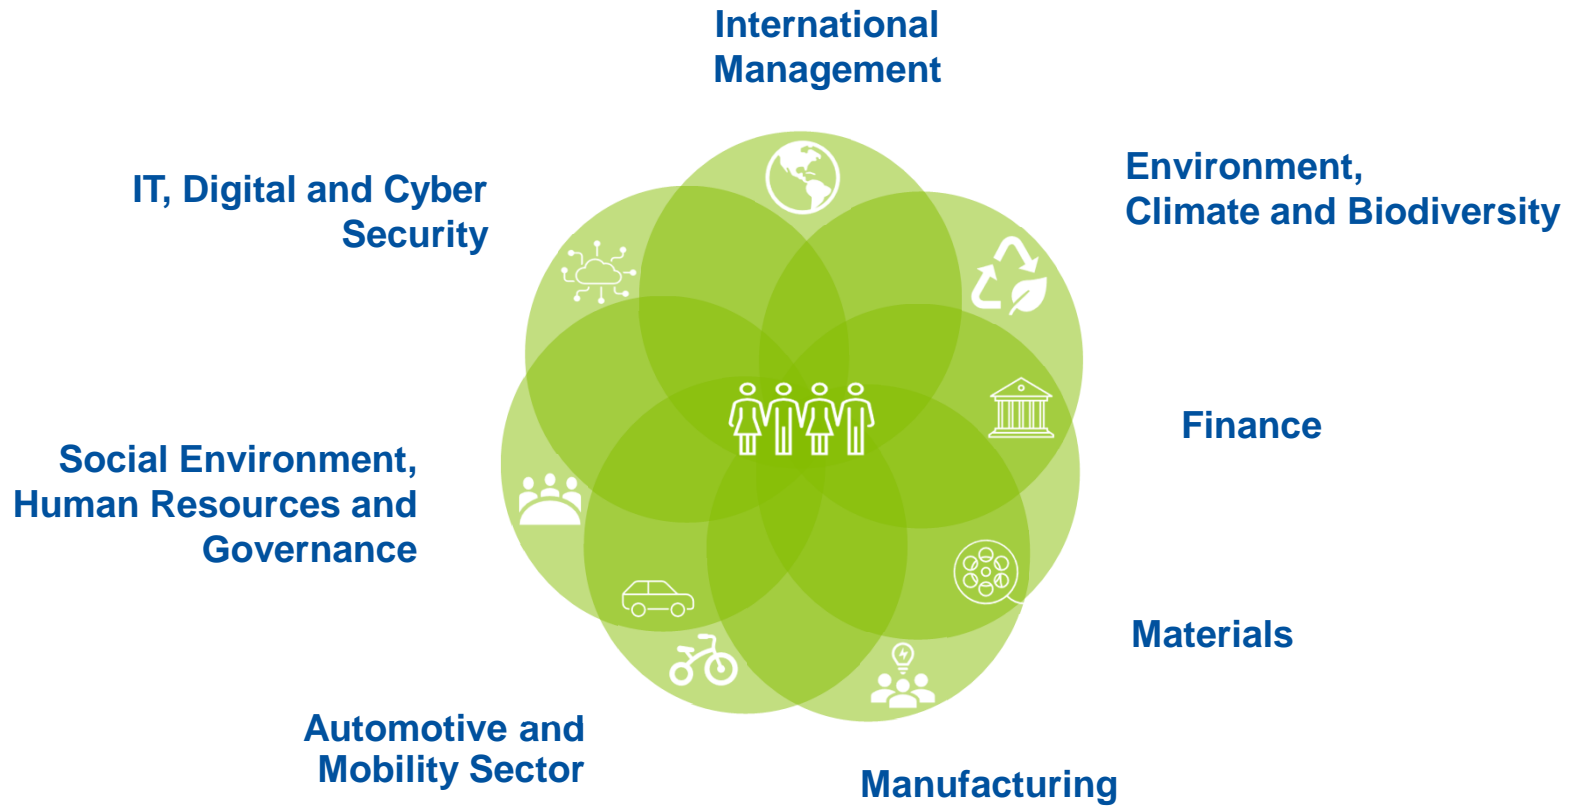 International
Management
Environment,
Climate and Biodiversity
IT, Digital and Cyber
Security
Finance
Social Environment,
Human Resources and
Governance
Materials
Automotive and
Mobility Sector
Manufacturing